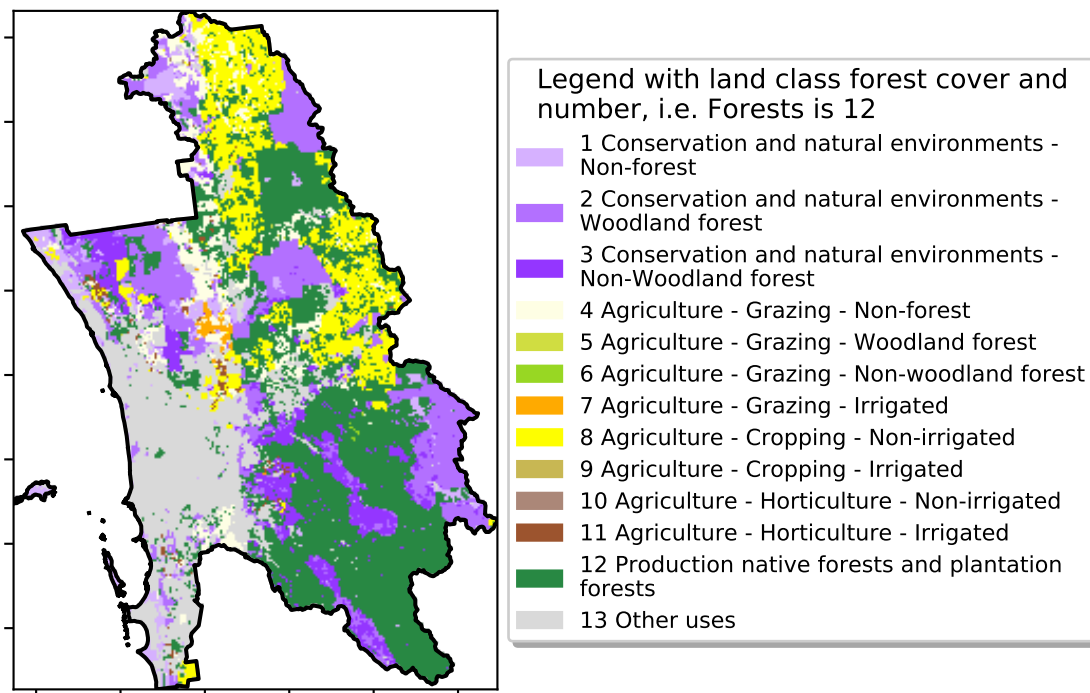 Legend with land class forest cover and
number, i.e. Forests is 12
1 Conservation and natural environments -
Non-forest
2 Conservation and natural environments -
Woodland forest
3 Conservation and natural environments -
Non-Woodland forest
4 Agriculture - Grazing - Non-forest
5 Agriculture - Grazing - Woodland forest
6 Agriculture - Grazing - Non-woodland forest
7 Agriculture - Grazing - Irrigated
8 Agriculture - Cropping - Non-irrigated
9 Agriculture - Cropping - Irrigated
10 Agriculture - Horticulture - Non-irrigated
11 Agriculture - Horticulture - Irrigated
12 Production native forests and plantation
forests
13 Other uses